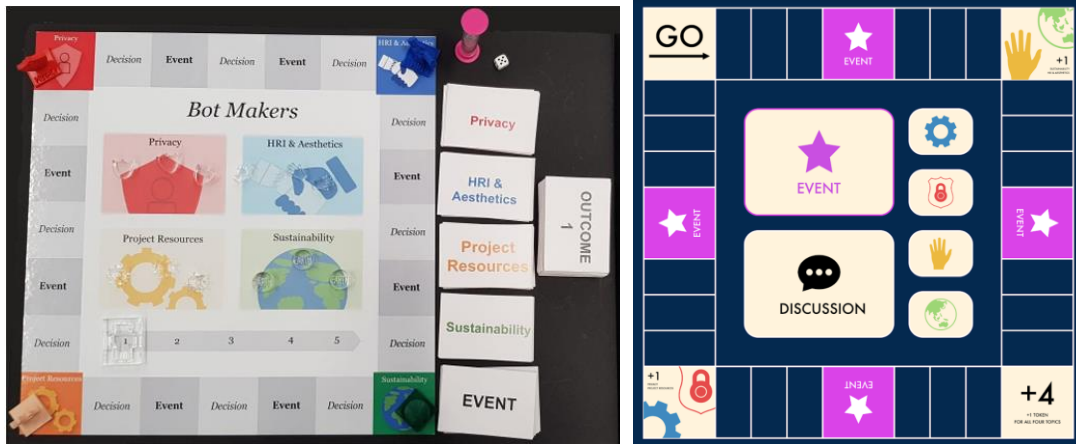 Privacy
Decision
Event
Decision
Event
Decision
HRI & Aesthetics
Decision
Event
Decision
Event
Decision
Bot Makers
Privacy
HRI & Aesthetics
Project Resources
Sustainability
1 2 3 4 5
Decision
Event
Decision
Event
Decision
Project Resources
Decision
Event
Decision
Event
Decision
Sustainability
Privacy
HRI &
Aesthetics
Project
Resources
Sustainability
EVENT
OUTCOME
1
GO
EVENT
+1
EVENT
EVENT
DISCUSSION
EVENT
+1
EVENT
+4
+1 TOKEN
FOR ALL FOUR TOPICS